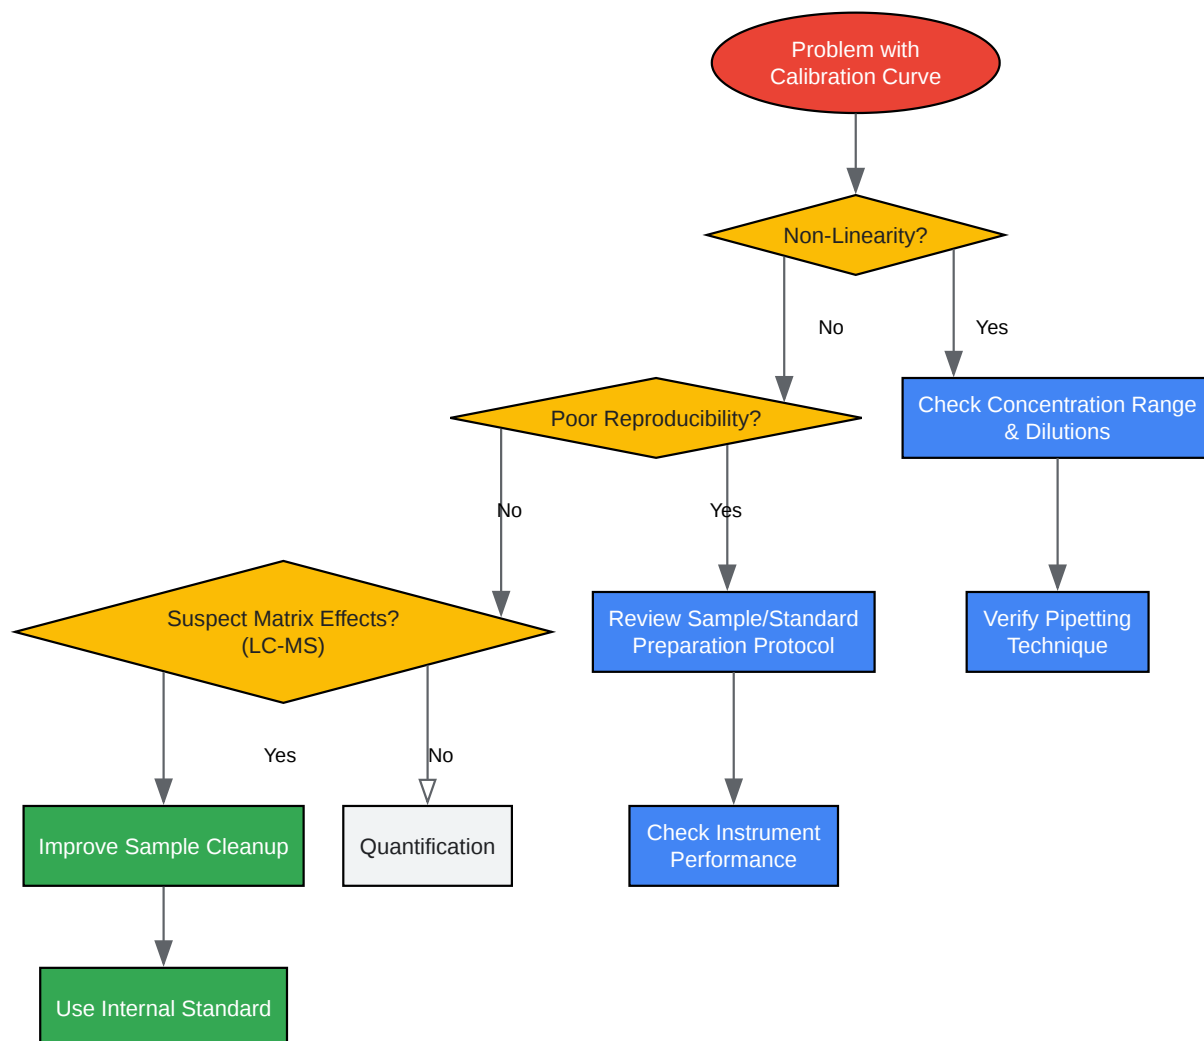 Problem with
Calibration Curve
Non-Linearity?
No
Yes
Poor Reproducibility?
Check Concentration Range
& Dilutions
No
Yes
Suspect Matrix Effects?
(LC-MS)
Review Sample/Standard
Preparation Protocol
Verify Pipetting
Technique
Yes
No
Improve Sample Cleanup
Quantification
Check Instrument
Performance
Use Internal Standard